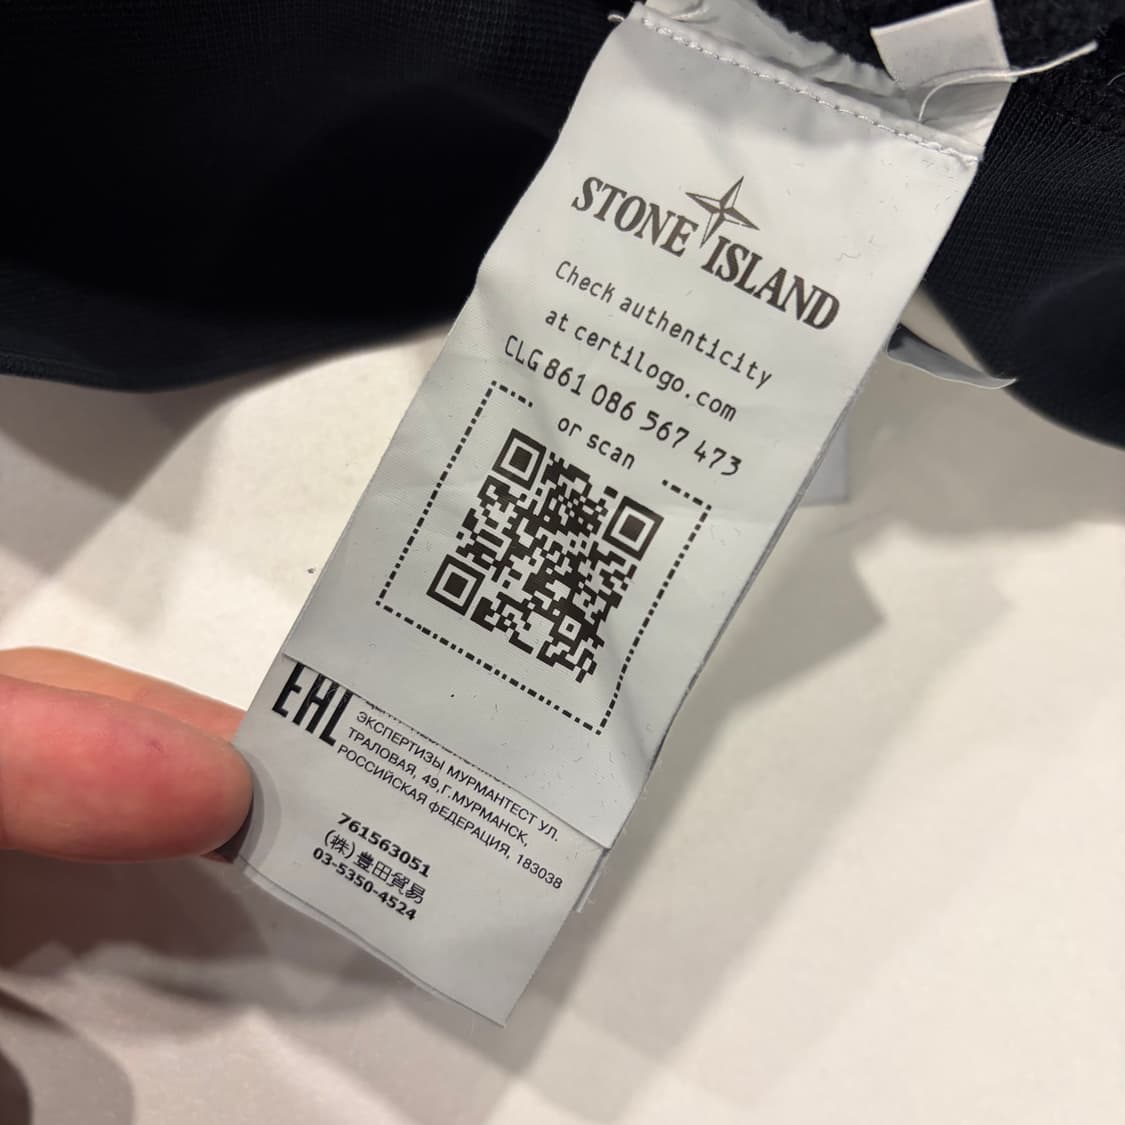 STONE ISLAND
Check authenticity
at certilogo.com
CLG 861 086 567 473
or scan
EAC
ЭКСПЕРТИЗЫ МУРМАНТЕСТ УЛ.
ТРАЛОВАЯ, 49,Г.МУРМАНСК,
РОССИЙСКАЯ ФЕДЕРАЦИЯ, 183038
761563051
(株)豊田貿易
03-5350-4524